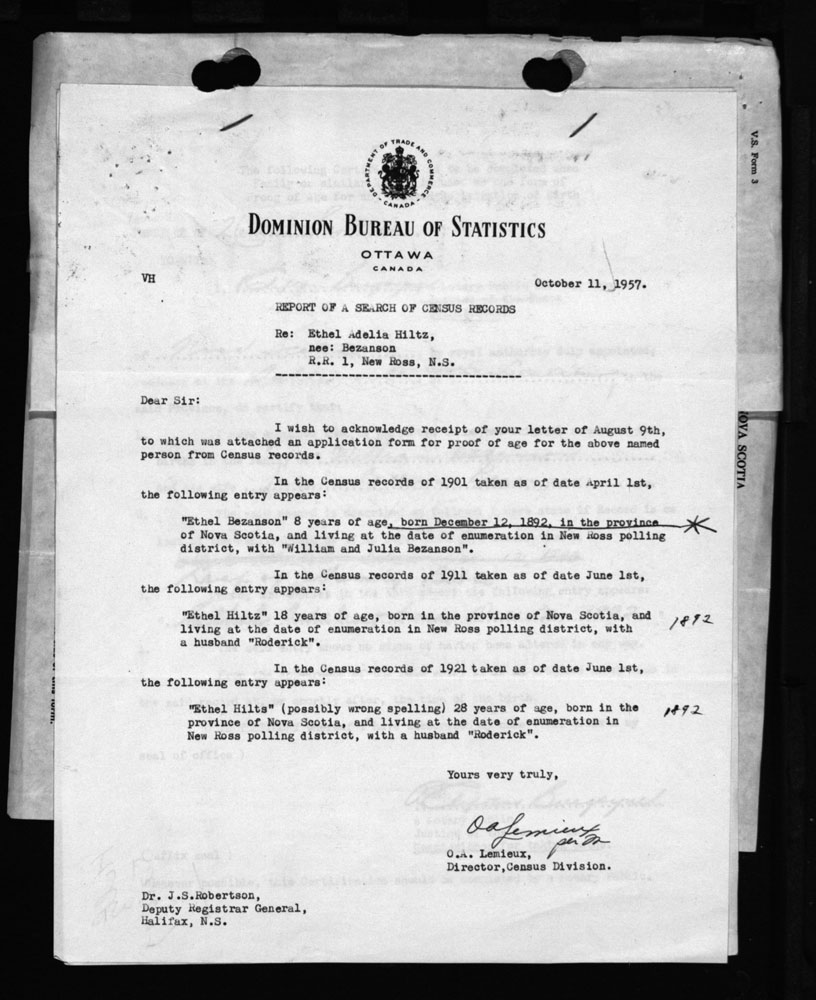 V.S. Form 3
DEPARTMENT OF TRADE AND COMMERCE
CANADA
DOMINION BUREAU OF STATISTICS
OTTAWA
CANADA
VH
October 11, 1957.
REPORT OF A SEARCH OF CENSUS RECORDS
Re: Ethel Adelia Hiltz,
nee: Bezanson
R.R. 1, New Ross, N.S.
Dear Sir:
I wish to acknowledge receipt of your letter of August 9th,
to which was attached an application form for proof of age for the above named
person from Census records.
NOVA SCOTIA
In the Census records of 1901 taken as of date April 1st,
the following entry appears:
"Ethel Bezanson" 8 years of age, born December 12, 1892, in the province
of Nova Scotia, and living at the date of enumeration in New Ross polling
district, with "William and Julia Bezanson".
In the Census records of 1911 taken as of date June 1st,
the following entry appears:
"Ethel Hiltz" 18 years of age, born in the province of Nova Scotia, and
living at the date of enumeration in New Ross polling district, with
a husband "Roderick".
1892
In the Census records of 1921 taken as of date June 1st,
the following entry appears:
"Ethel Hilts" (possibly wrong spelling) 28 years of age, born in the
province of Nova Scotia, and living at the date of enumeration in
New Ross polling district, with a husband "Roderick".
1892
Yours very truly,
OALemieux
per
O.A. Lemieux,
Director, Census Division.
Dr. J.S.Robertson,
Deputy Registrar General,
Halifax, N.S.